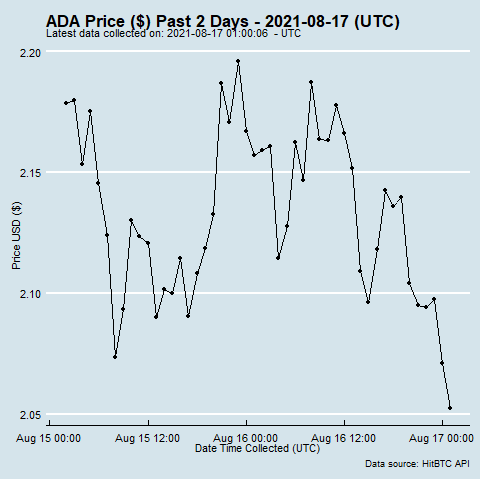 ADA Price ($) Past 2 Days - 2021-08-17 (UTC)
Latest data collected on: 2021-08-17 01:00:06 - UTC
2.20
2.15
2.10
2.05
Price USD ($)
Aug 15 00:00 Aug 15 12:00 Aug 16 00:00 Aug 16 12:00 Aug 17 00:00
Date Time Collected (UTC)
Data source: HitBTC API